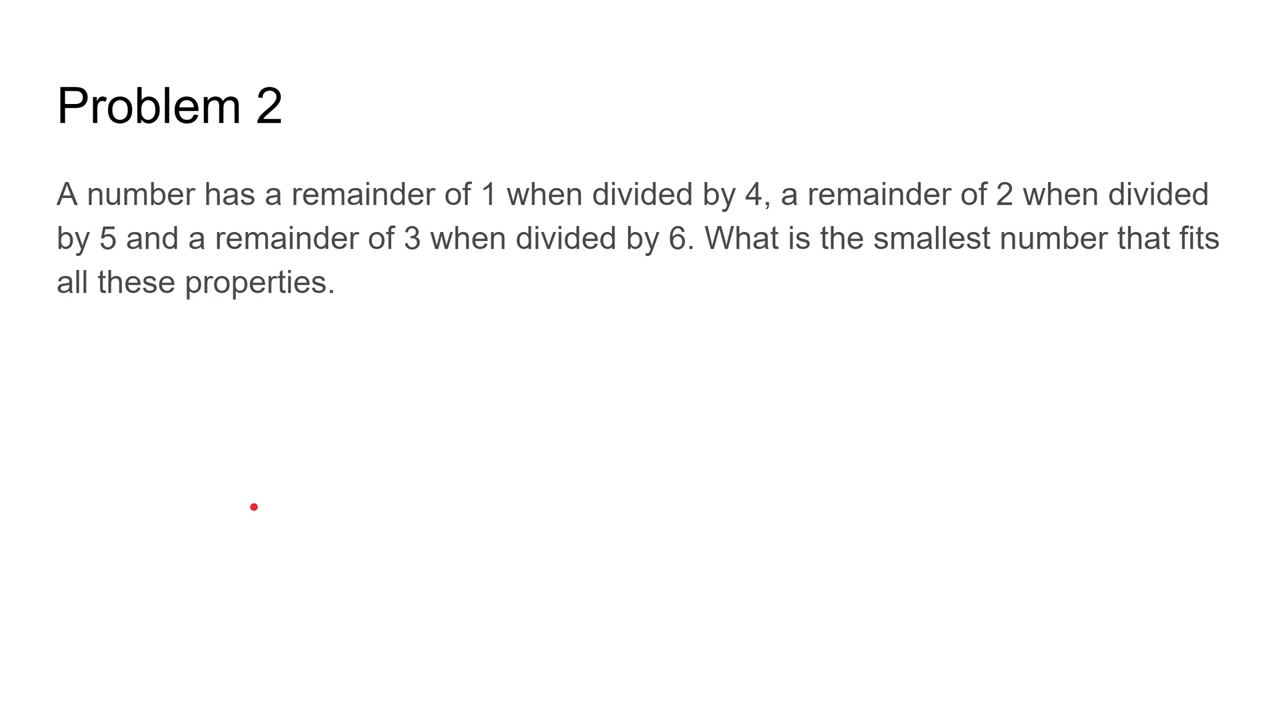 Problem 2
A number has a remainder of 1 when divided by 4, a remainder of 2 when divided
by 5 and a remainder of 3 when divided by 6. What is the smallest number that fits
all these properties.